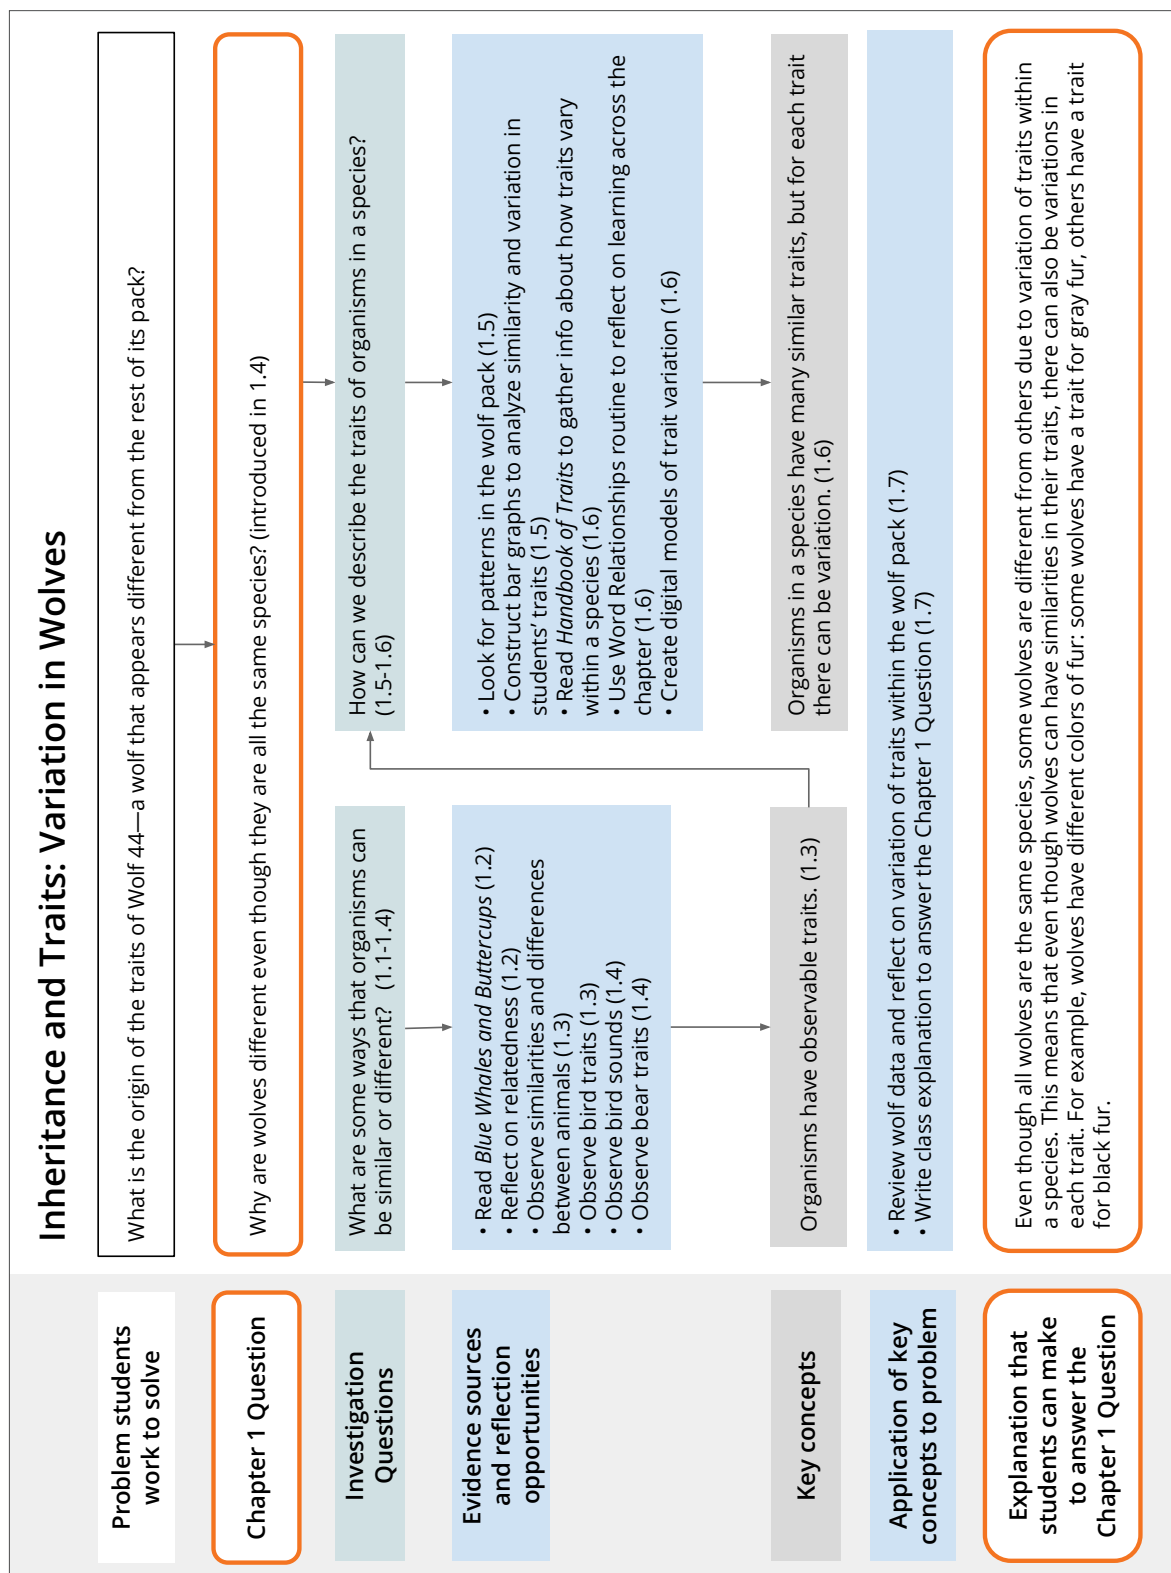 Inheritance and Traits: Variation in Wolves
Problem students
work to solve
What is the origin of the traits of Wolf 44—a wolf that appears different from the rest of its pack?
Chapter 1 Question
Why are wolves different even though they are all the same species? (introduced in 1.4)
Investigation
Questions
What are some ways that organisms can
be similar or different? (1.1-1.4)
How can we describe the traits of organisms in a species?
(1.5-1.6)
Evidence sources
and reflection
opportunities
• Read Blue Whales and Buttercups (1.2)
• Reflect on relatedness (1.2)
• Observe similarities and differences
between animals (1.3)
• Observe bird traits (1.3)
• Observe bird sounds (1.4)
• Observe bear traits (1.4)
• Look for patterns in the wolf pack (1.5)
• Construct bar graphs to analyze similarity and variation in
students’ traits (1.5)
• Read Handbook of Traits to gather info about how traits vary
within a species (1.6)
• Use Word Relationships routine to reflect on learning across the
chapter (1.6)
• Create digital models of trait variation (1.6)
Key concepts
Organisms have observable traits. (1.3)
Organisms in a species have many similar traits, but for each trait
there can be variation. (1.6)
Application of key
concepts to problem
• Review wolf data and reflect on variation of traits within the wolf pack (1.7)
• Write class explanation to answer the Chapter 1 Question (1.7)
Explanation that
students can make
to answer the
Chapter 1 Question
Even though all wolves are the same species, some wolves are different from others due to variation of traits within
a species. This means that even though wolves can have similarities in their traits, there can also be variations in
each trait. For example, wolves have different colors of fur: some wolves have a trait for gray fur, others have a trait
for black fur.